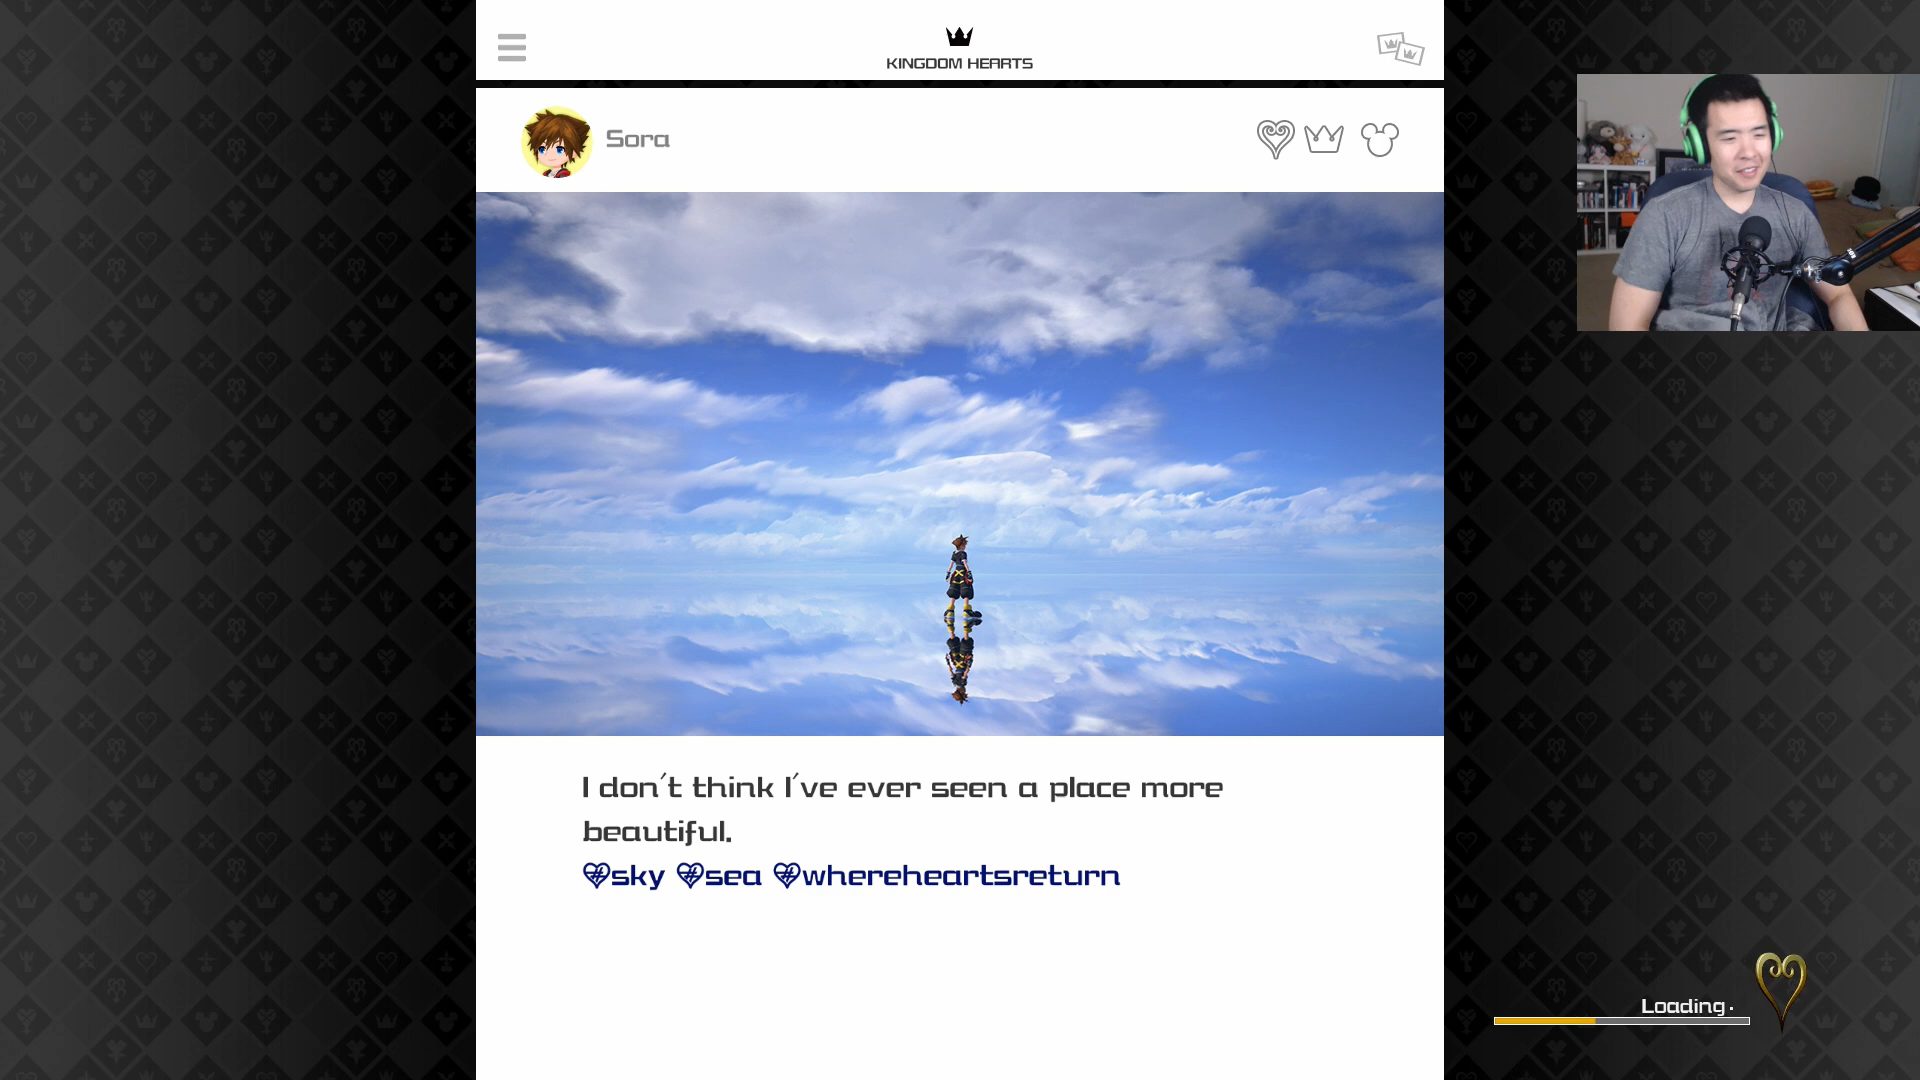 KINGDOM HEARTS
Sora
I don't think I've ever seen a place more
beautiful.
#sky #sea #whereheartsreturn
Loading.